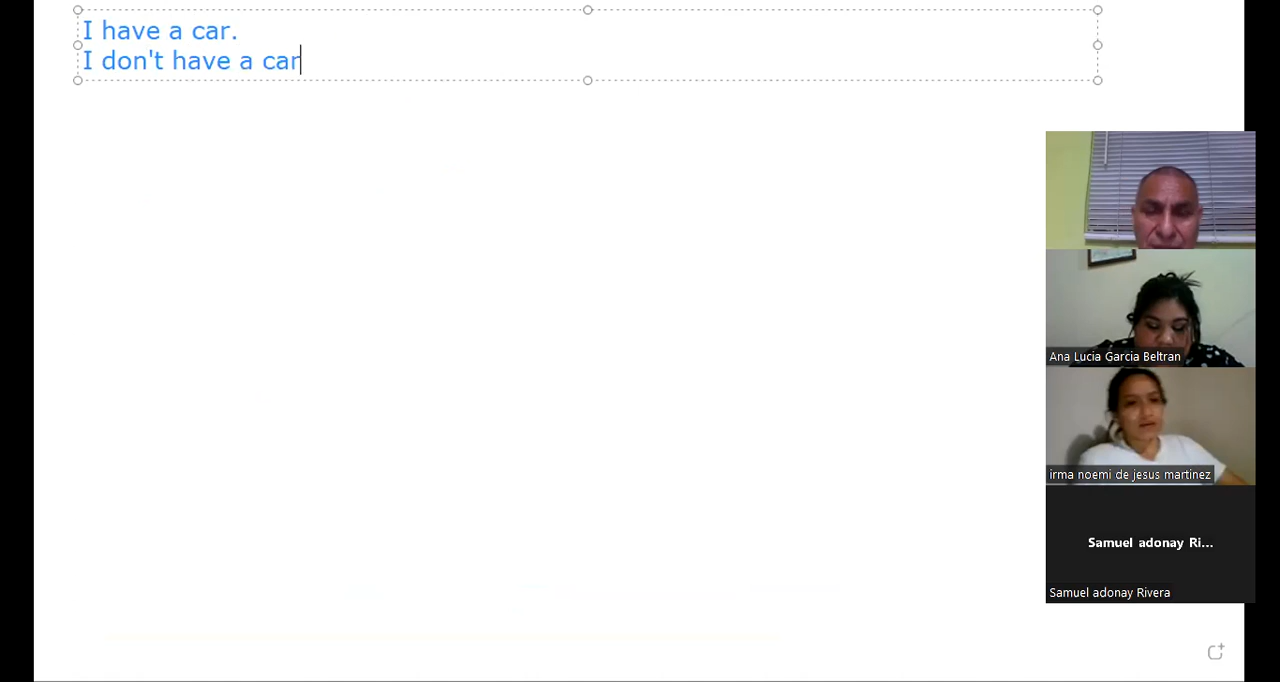 I have a car.
I don't have a car
Ana Lucia Garcia Beltran
irma noemi de jesus martinez
Samuel adonay Ri...
Samuel adonay Rivera